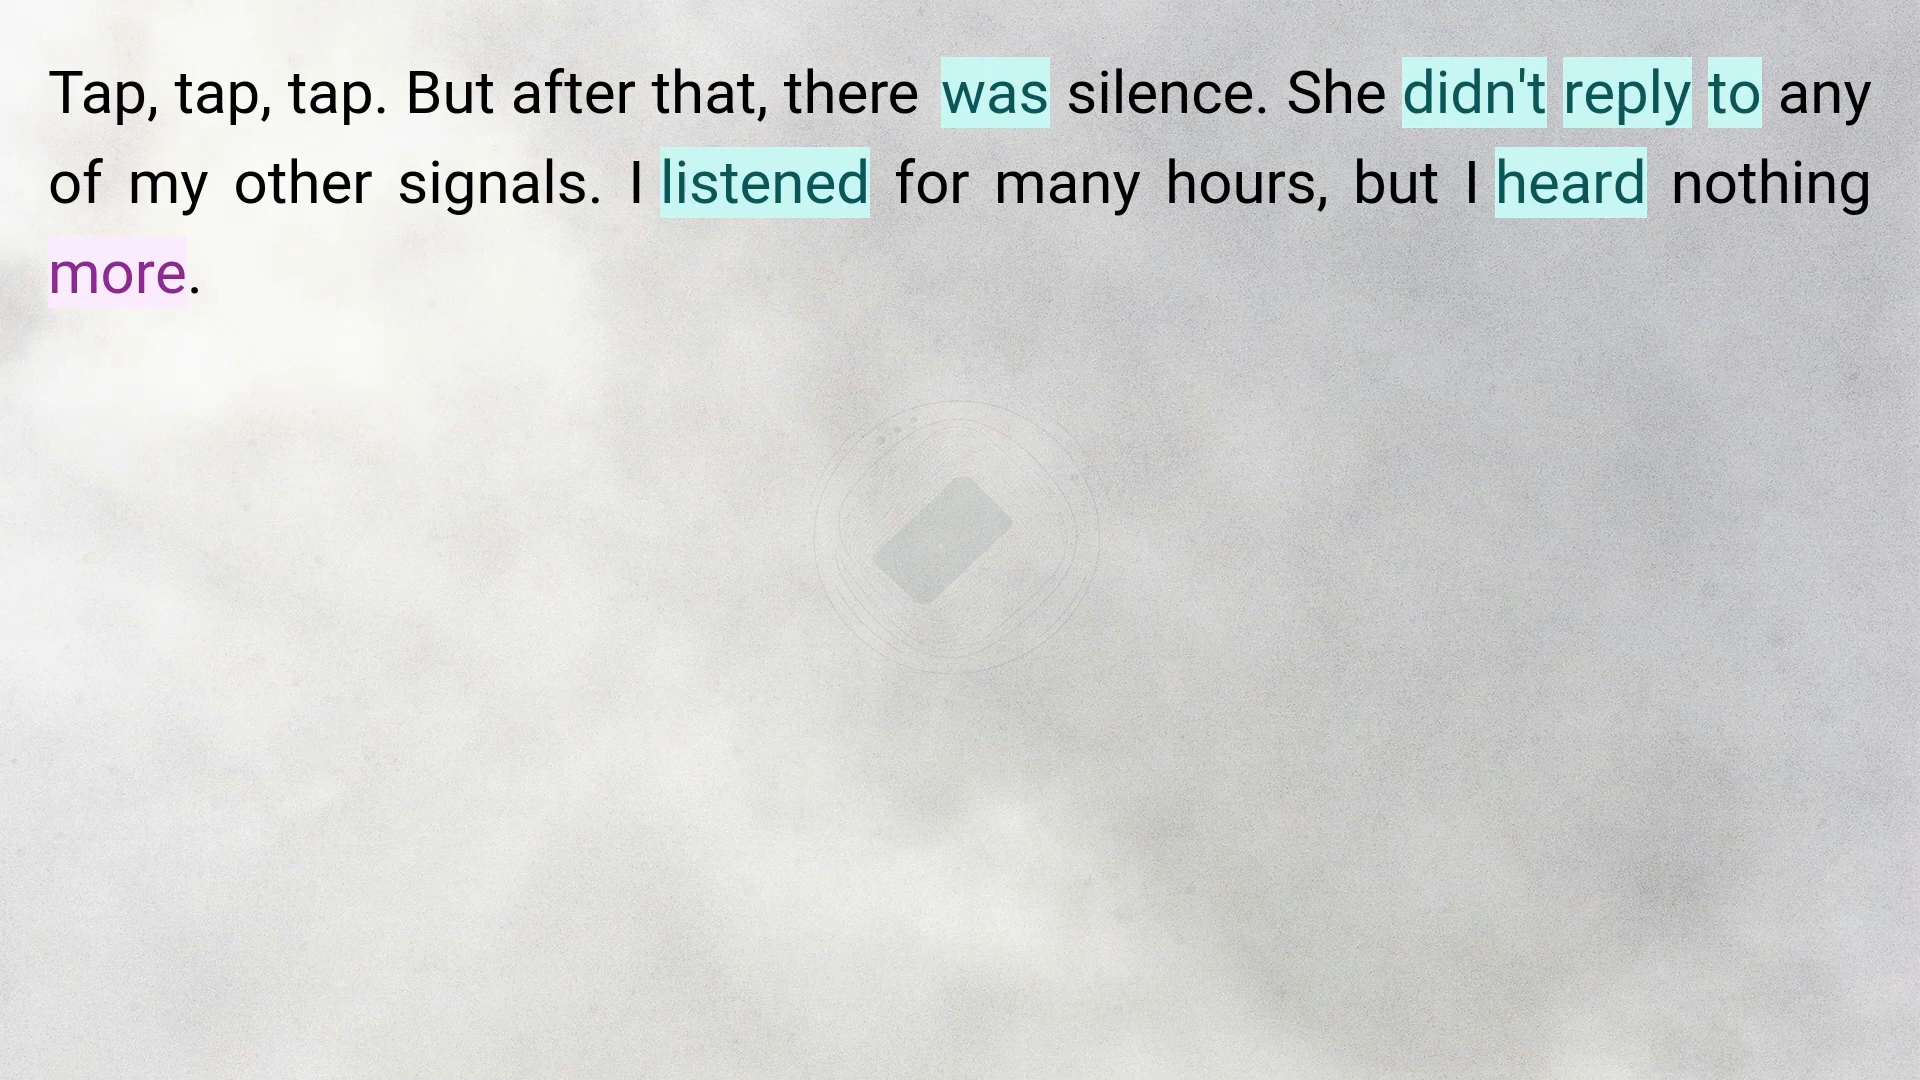 Tap, tap, tap. But after that, there was silence. She didn't reply to any
of my other signals. I listened for many hours, but I heard nothing
more.